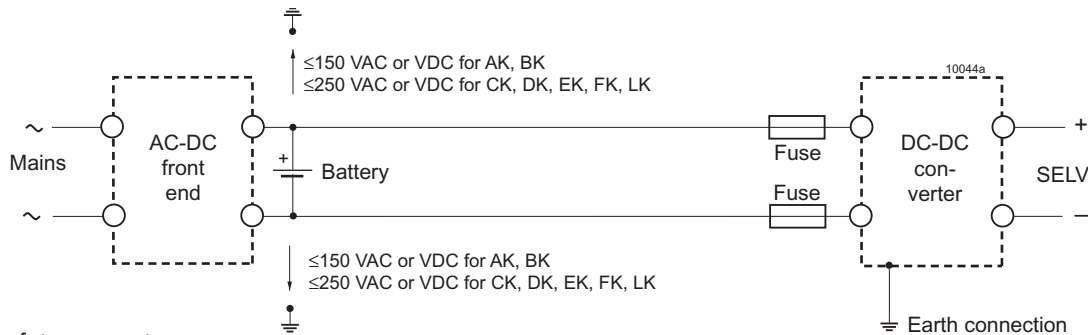 ≤150 VAC or VDC for AK, BK
≤250 VAC or VDC for CK, DK, EK, FK, LK
10044a
~
Mains
~
AC-DC
front
end
+
Battery
Fuse
Fuse
DC-DC
con-
verter
+
SELV
–
≤150 VAC or VDC for AK, BK
≤250 VAC or VDC for CK, DK, EK, FK, LK
Earth connection